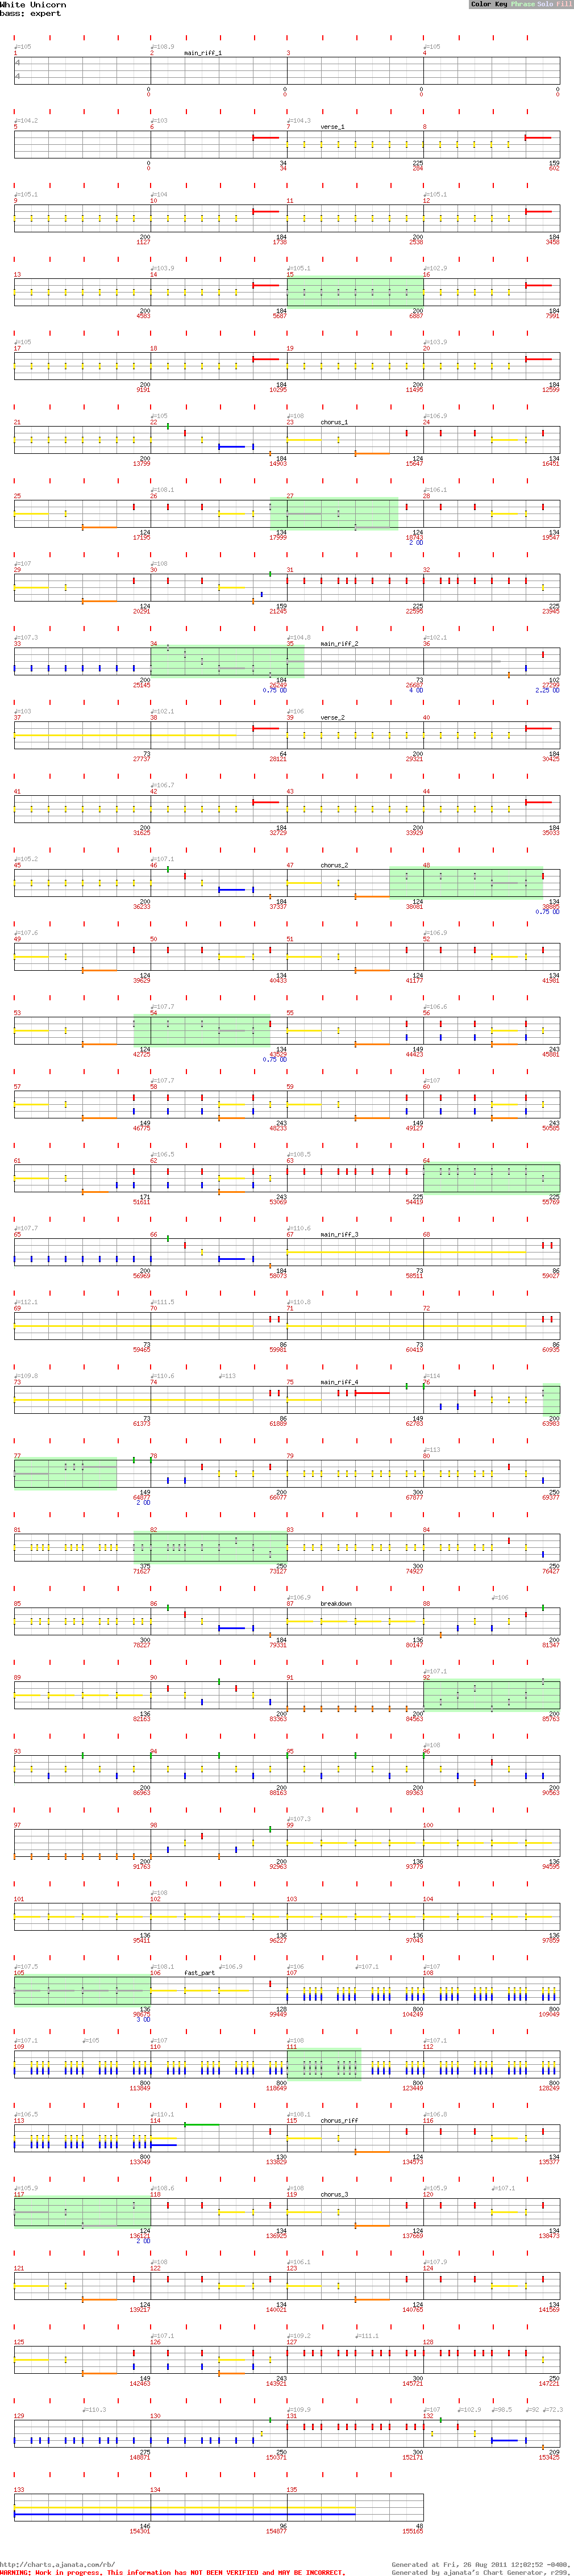 White Unicorn
bass: expert
Color Key Phrase Solo Fill
♩=105 ♩=108.9 ♩=105
1 2 main_riff_1 3 4
0 0 0 0
0 0 0 0
♩=104.2 ♩=103 ♩=104.3
5 6 7 verse_1 8
0 34 225 159
0 34 284 602
♩=105.1 ♩=104 ♩=105.1
9 10 11 12
200 184 200 184
1127 1738 2538 3458
♩=103.9 ♩=105.1 ♩=102.9
13 14 15 16
200 184 200 184
4583 5687 6887 7991
♩=105 ♩=103.9
17 18 19 20
200 184 200 184
9191 10295 11495 12599
♩=105 ♩=108 ♩=106.9
21 22 23 chorus_1 24
200 184 124 134
13799 14903 15647 16451
♩=108.1 ♩=106.1
25 26 27 28
124 134 124 134
17195 17999 18743 19547
2 OD
♩=107 ♩=108
29 30 31 32
124 159 225 225
20291 21245 22595 23945
♩=107.3 ♩=104.8 ♩=102.1
33 34 35 main_riff_2 36
200 184 73 102
25145 26249 26687 27299
0.75 OD 4 OD 2.25 OD
♩=103 ♩=102.1 ♩=106
37 38 39 verse_2 40
73 64 200 184
27737 28121 29321 30425
♩=106.7
41 42 43 44
200 184 200 184
31625 32729 33929 35033
♩=105.2 ♩=107.1
45 46 47 chorus_2 48
200 184 124 134
36233 37337 38081 38885
0.75 OD
♩=107.6 ♩=106.9
49 50 51 52
124 134 124 134
39629 40433 41177 41981
♩=107.7 ♩=106.6
53 54 55 56
124 134 149 243
42725 43529 44423 45881
0.75 OD
♩=107.7 ♩=107
57 58 59 60
149 243 149 243
46775 48233 49127 50585
♩=106.5 ♩=108.5
61 62 63 64
171 243 225 225
51611 53069 54419 55769
♩=107.7 ♩=110.6
65 66 67 main_riff_3 68
200 184 73 86
56969 58073 58511 59027
♩=112.1 ♩=111.5 ♩=110.8
69 70 71 72
73 86 73 86
59465 59981 60419 60935
♩=109.8 ♩=110.6 ♩=113 ♩=114
73 74 75 main_riff_4 76
73 86 149 200
61373 61889 62783 63983
♩=113
77 78 79 80
149 200 300 250
64877 66077 67877 69377
2 OD
81 82 83 84
375 250 300 250
71627 73127 74927 76427
♩=106.9 ♩=106
85 86 87 breakdown 88
300 184 136 200
78227 79331 80147 81347
♩=107.1
89 90 91 92
136 200 200 200
82163 83363 84563 85763
♩=108
93 94 95 96
200 200 200 200
86963 88163 89363 90563
♩=107.3
97 98 99 100
200 200 136 136
91763 92963 93779 94595
♩=108
101 102 103 104
136 136 136 136
95411 96227 97043 97859
♩=107.5 ♩=108.1 ♩=106.9 ♩=106 ♩=107.1 ♩=108
105 106 fast_part 107 108
136 128 800 800
98675 99449 104249 109049
3 OD
♩=107.1 ♩=105 ♩=107 ♩=108 ♩=107.1
109 110 111 112
800 800 800 800
113849 118649 123449 128249
♩=106.5 ♩=110.1 ♩=108.1 ♩=106.8
113 114 115 chorus_riff 116
800 130 124 134
133049 133829 134573 135377
♩=105.9 ♩=108.6 ♩=108 ♩=105.9 ♩=107.1
117 118 119 chorus_3 120
124 134 124 134
136121 136925 137669 138473
2 OD
♩=108 ♩=106.1 ♩=107.9
121 122 123 124
124 134 124 134
139217 140021 140765 141569
♩=107.1 ♩=109.2 ♩=111.1
125 126 127 128
149 243 300 250
142463 143921 145721 147221
♩=110.3 ♩=109.9 ♩=107 ♩=102.9 ♩=98.5 ♩=92 ♩=72.3
129 130 131 132
275 250 300 209
148871 150371 152171 153425
133 134 135
146 96 48
154301 154877 155165
http://charts.ajanata.com/rb/ Generated at Fri, 26 Aug 2011 12:02:52 -0400,
WARNING: Work in progress. This information has NOT BEEN VERIFIED and MAY BE INCORRECT. Generated by ajanata's Chart Generator, r299,